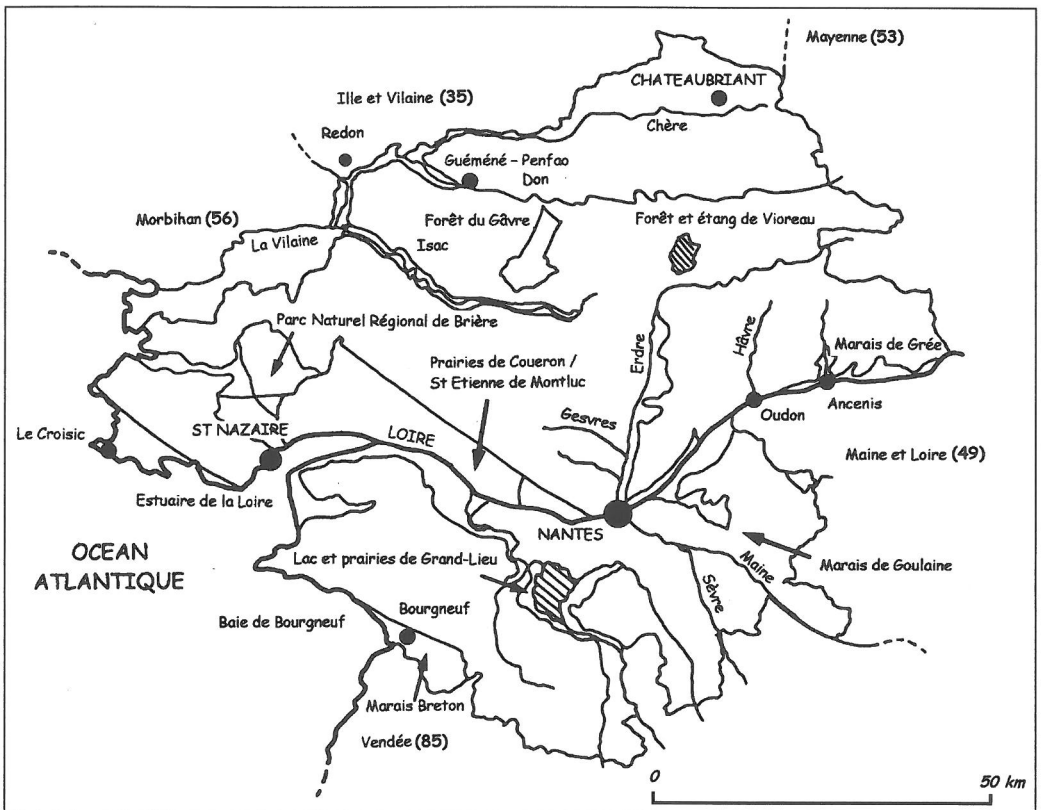 Mayenne (53)
CHATEAUBRIANT
Ille et Vilaine (35)
Chère
Redon
Guéméné - Penfao
Don
Morbihan (56)
Forêt du Gâvre
Forêt et étang de Vioreau
La Vilaine
Isac
Parc Naturel Régional de Brière
Prairies de Coueron /
St Etienne de Montluc
Erdre
Hâvre
Marais de Grée
Gesvres
Oudon
Ancenis
Le Croisic
ST NAZAIRE
LOIRE
Maine et Loire (49)
Estuaire de la Loire
NANTES
OCEAN
ATLANTIQUE
Lac et prairies de Grand-Lieu
Marais de Goulaine
Maine
Sèvre
Bourgneuf
Baie de Bourgneuf
Marais Breton
Vendée (85)
0
50 km